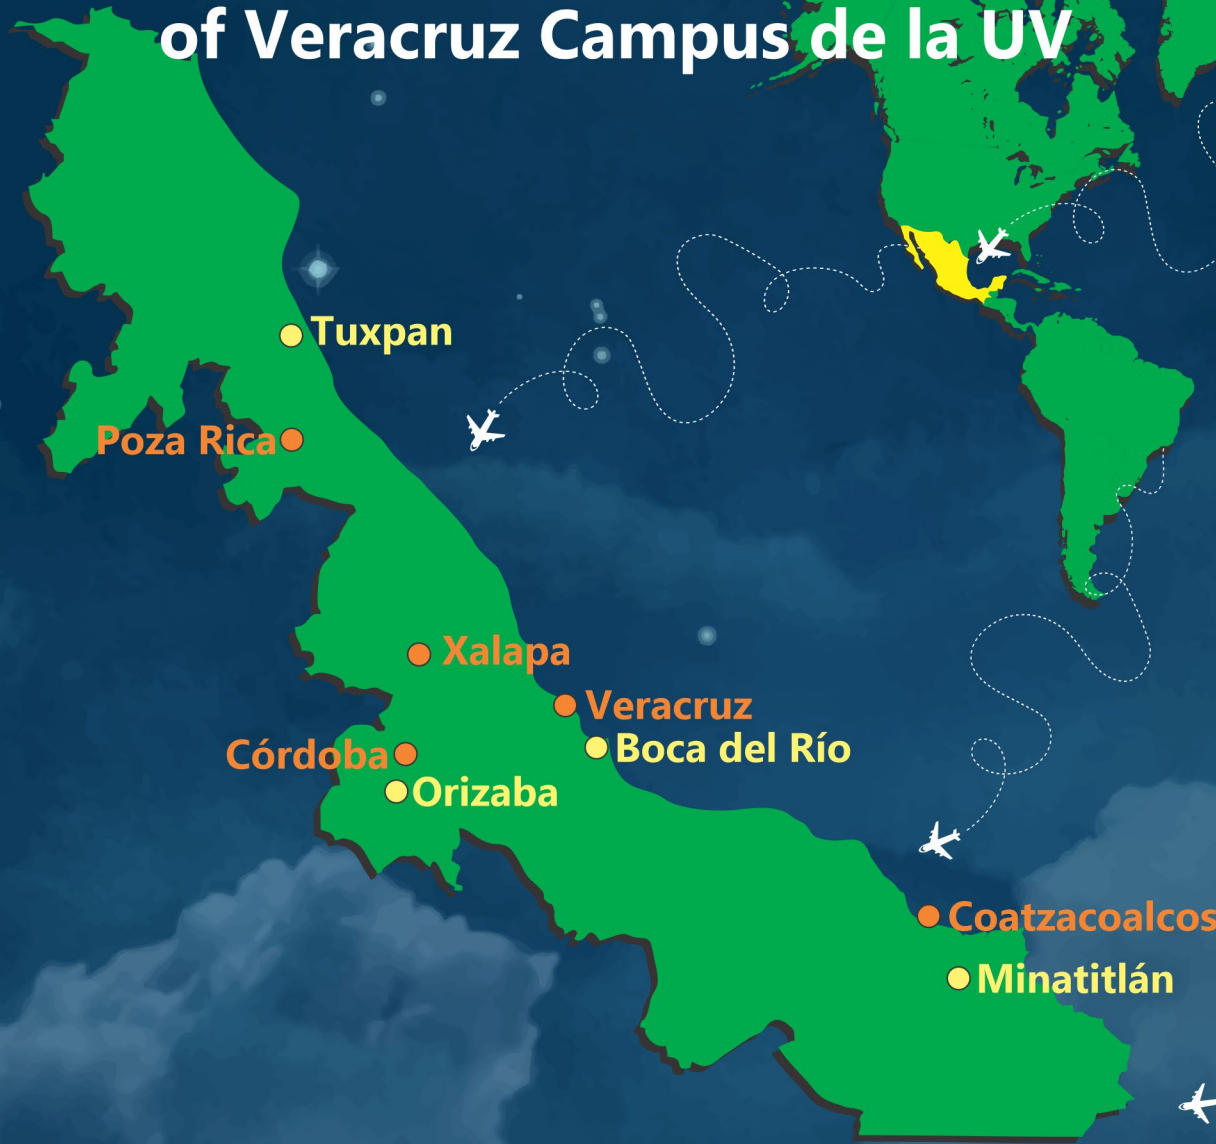 of Veracruz Campus de la UV
Tuxpan
Poza Rica
Xalapa
Veracruz
Boca del Río
Córdoba
Orizaba
Coatzacoalcos
Minatitlán